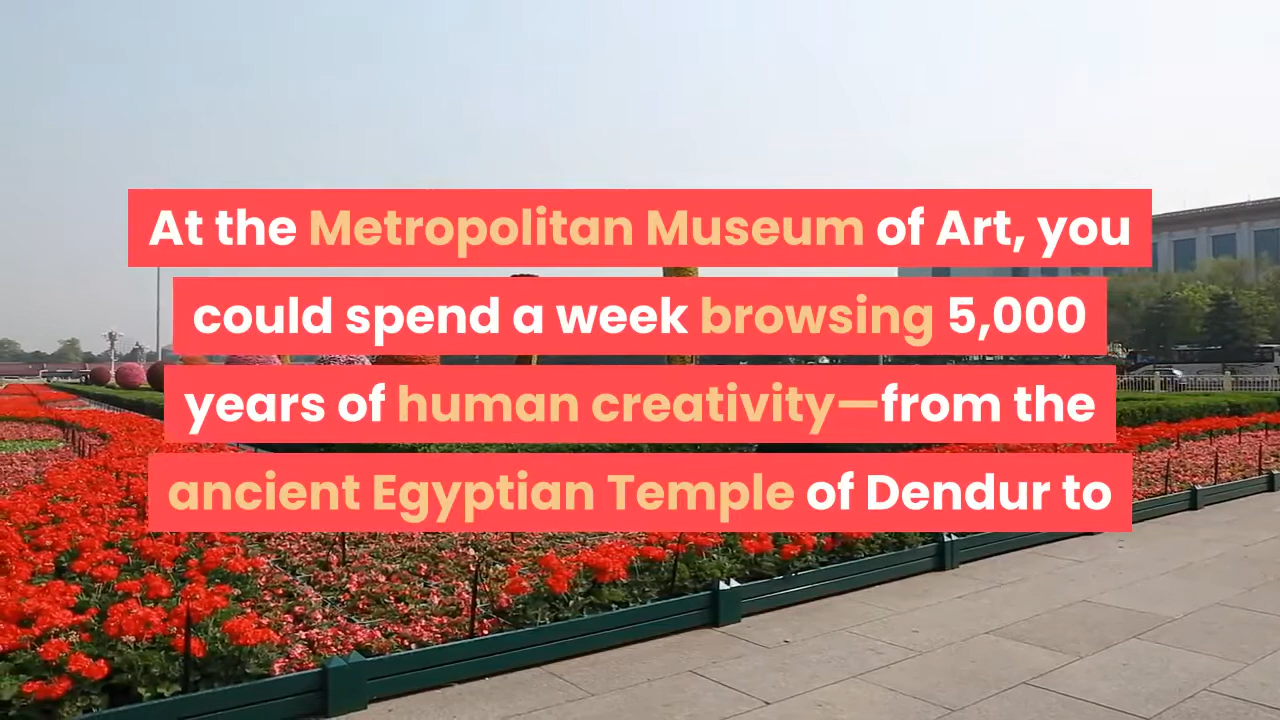 At the Metropolitan Museum of Art, you
could spend a week browsing 5,000
years of human creativity—from the
ancient Egyptian Temple of Dendur to